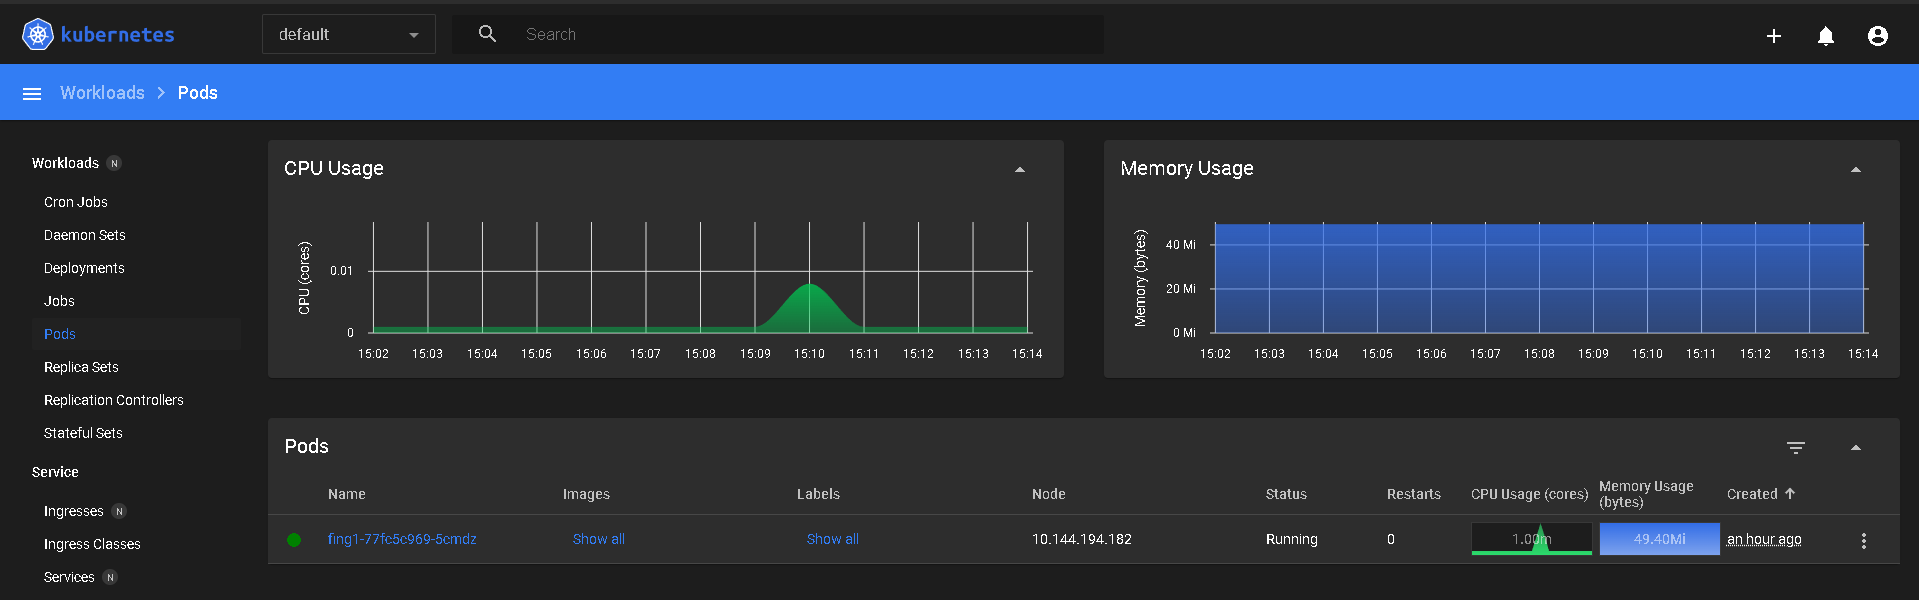 kubernetes
default
Search
Workloads > Pods
Workloads N
Cron Jobs
Daemon Sets
Deployments
Jobs
Pods
Replica Sets
Replication Controllers
Stateful Sets
Service
Ingresses N
Ingress Classes
Services N
CPU Usage
CPU (cores)
0.01
0
15:02 15:03 15:04 15:05 15:06 15:07 15:08 15:09 15:10 15:11 15:12 15:13 15:14
Memory Usage
Memory (bytes)
40 Mi
20 Mi
0 Mi
15:02 15:03 15:04 15:05 15:06 15:07 15:08 15:09 15:10 15:11 15:12 15:13 15:14
Pods
Name Images Labels Node Status Restarts CPU Usage (cores) Memory Usage (bytes) Created
fing1-77fc5c969-5cmdz Show all Show all 10.144.194.182 Running 0 1.00m 49.40Mi an hour ago